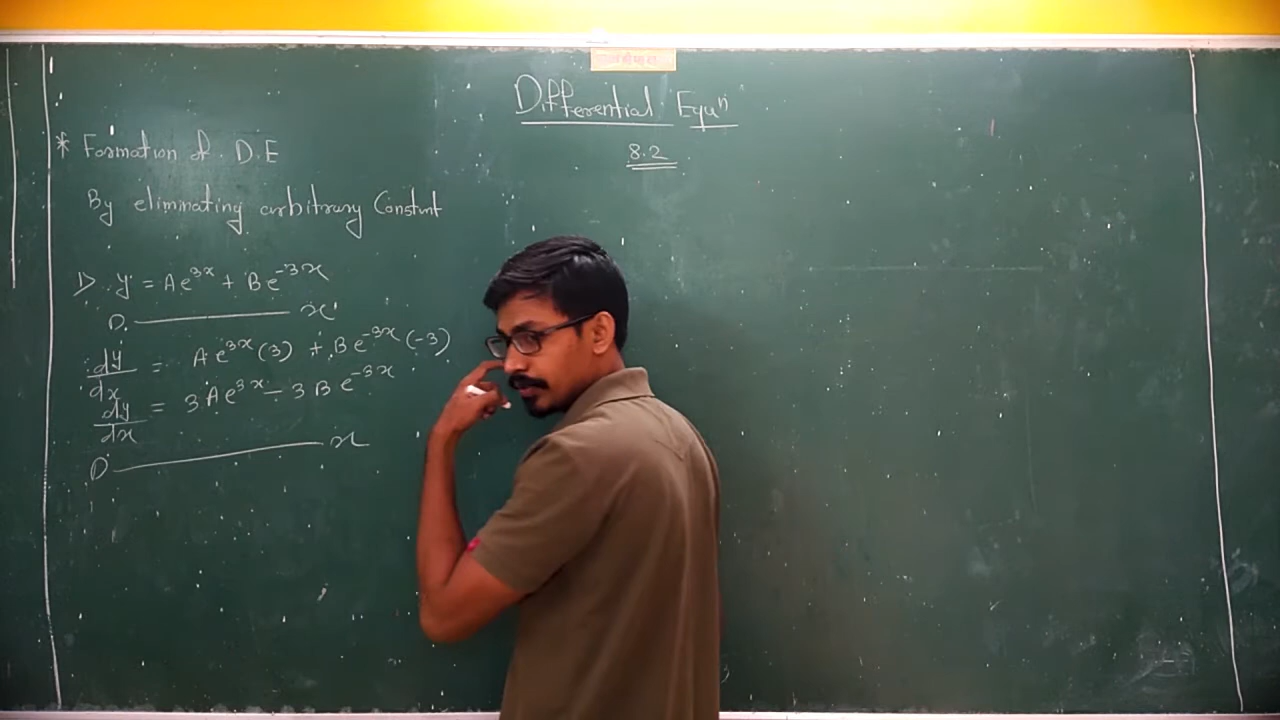 Differential Equⁿ
8.2
* Formation of D.E
By eliminating arbitrary Constant
1> y = Ae^3x + Be^-3x
D. ———— x
dy/dx = Ae^3x (3) + Be^-3x (-3)
dy/dx = 3Ae^3x - 3Be^-3x
D ———— x